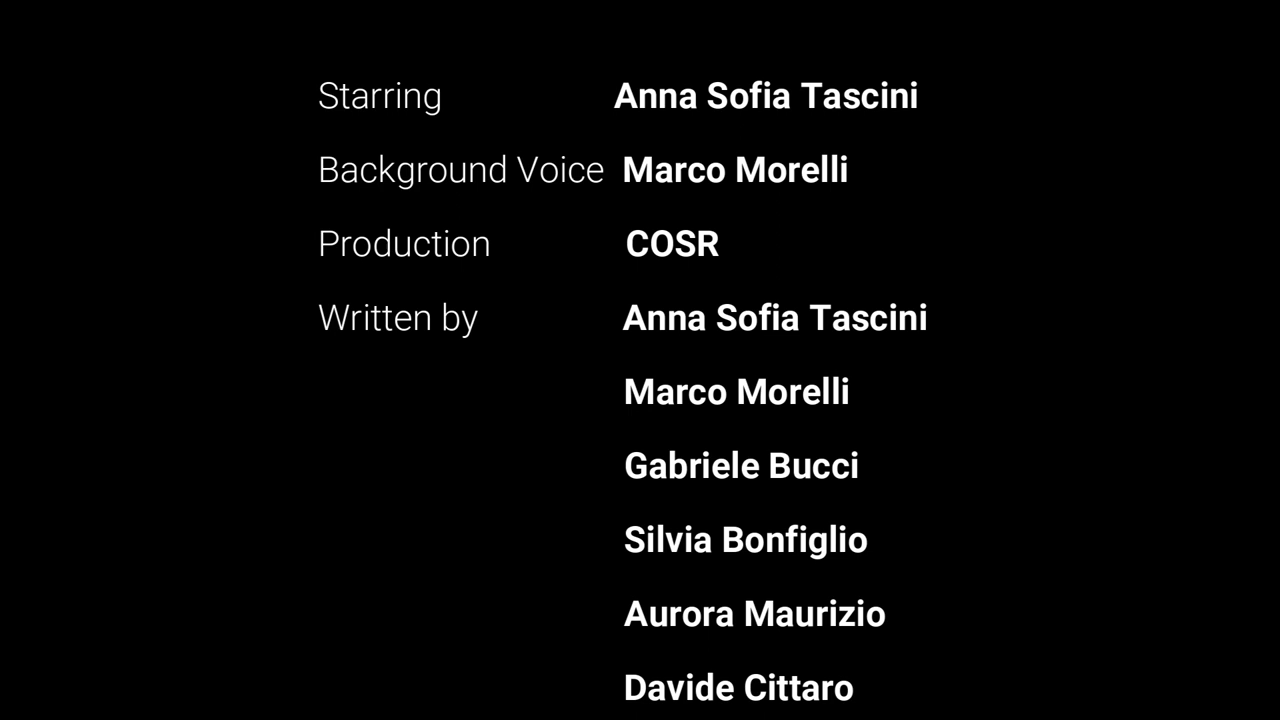 Starring Anna Sofia Tascini
Background Voice Marco Morelli
Production COSR
Written by Anna Sofia Tascini
Marco Morelli
Gabriele Bucci
Silvia Bonfiglio
Aurora Maurizio
Davide Cittaro